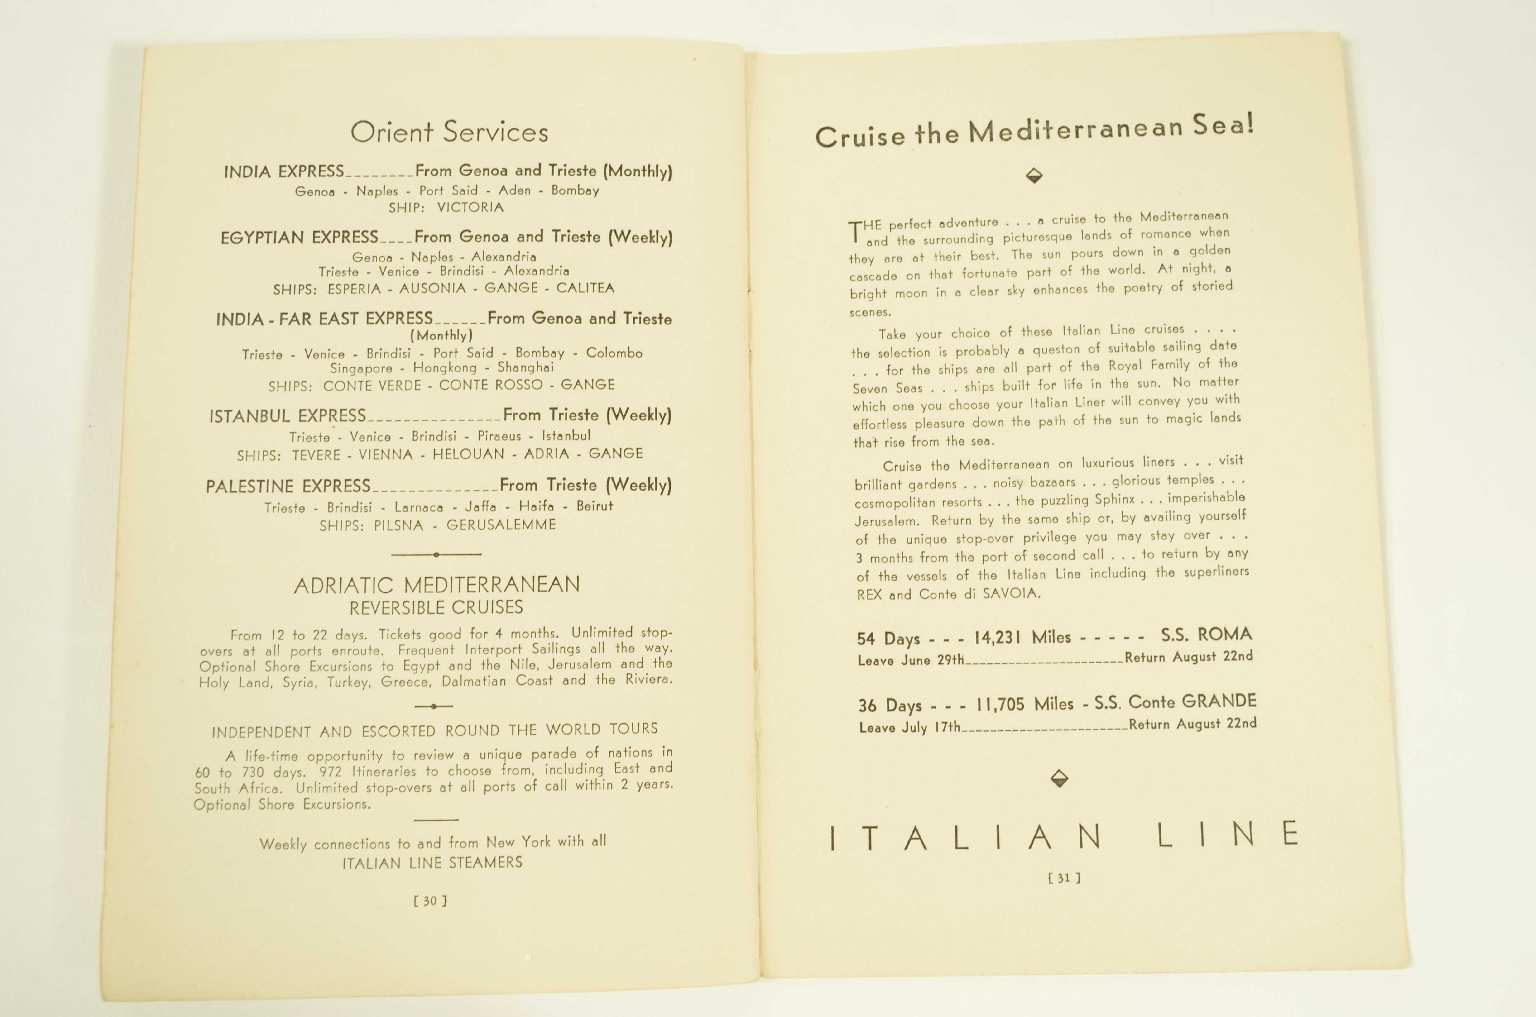 Orient Services
INDIA EXPRESS________From Genoa and Trieste (Monthly)
Genoa - Naples - Port Said - Aden - Bombay
SHIP: VICTORIA
EGYPTIAN EXPRESS____From Genoa and Trieste (Weekly)
Genoa - Naples - Alexandria
Trieste - Venice - Brindisi - Alexandria
SHIPS: ESPERIA - AUSONIA - GANGE - CALITEA
INDIA - FAR EAST EXPRESS______From Genoa and Trieste
(Monthly)
Trieste - Venice - Brindisi - Port Said - Bombay - Colombo
Singapore - Hongkong - Shanghai
SHIPS: CONTE VERDE - CONTE ROSSO - GANGE
ISTANBUL EXPRESS_______________From Trieste (Weekly)
Trieste - Venice - Brindisi - Piraeus - Istanbul
SHIPS: TEVERE - VIENNA - HELOUAN - ADRIA - GANGE
PALESTINE EXPRESS______________From Trieste (Weekly)
Trieste - Brindisi - Larnaca - Jaffa - Haifa - Beirut
SHIPS: PILSNA - GERUSALEMME
ADRIATIC MEDITERRANEAN
REVERSIBLE CRUISES
From 12 to 22 days. Tickets good for 4 months. Unlimited stop-
overs at all ports enroute. Frequent Interport Sailings all the way.
Optional Shore Excursions to Egypt and the Nile, Jerusalem and the
Holy Land, Syria, Turkey, Greece, Dalmatian Coast and the Riviera.
INDEPENDENT AND ESCORTED ROUND THE WORLD TOURS
A life-time opportunity to review a unique parade of nations in
60 to 730 days. 972 Itineraries to choose from, including East and
South Africa. Unlimited stop-overs at all ports of call within 2 years.
Optional Shore Excursions.
Weekly connections to and from New York with all
ITALIAN LINE STEAMERS
[ 30 ]
Cruise the Mediterranean Sea!
THE perfect adventure . . . a cruise to the Mediterranean
and the surrounding picturesque lands of romance when
they are at their best. The sun pours down in a golden
cascade on that fortunate part of the world. At night, a
bright moon in a clear sky enhances the poetry of storied
scenes.
Take your choice of these Italian Line cruises . . . .
the selection is probably a queston of suitable sailing date
. . . for the ships are all part of the Royal Family of the
Seven Seas . . . ships built for life in the sun. No matter
which one you choose your Italian Liner will convey you with
effortless pleasure down the path of the sun to magic lands
that rise from the sea.
Cruise the Mediterranean on luxurious liners . . . visit
brilliant gardens . . . noisy bazaars . . . glorious temples . . .
cosmopolitan resorts . . . the puzzling Sphinx . . . imperishable
Jerusalem. Return by the same ship or, by availing yourself
of the unique stop-over privilege you may stay over . . .
3 months from the port of second call . . . to return by any
of the vessels of the Italian Line including the superliners
REX and Conte di SAVOIA.
54 Days - - - 14,231 Miles - - - - - S.S. ROMA
Leave June 29th______________________Return August 22nd
36 Days - - - 11,705 Miles - S.S. Conte GRANDE
Leave July 17th_______________________Return August 22nd
ITALIAN LINE
[ 31 ]